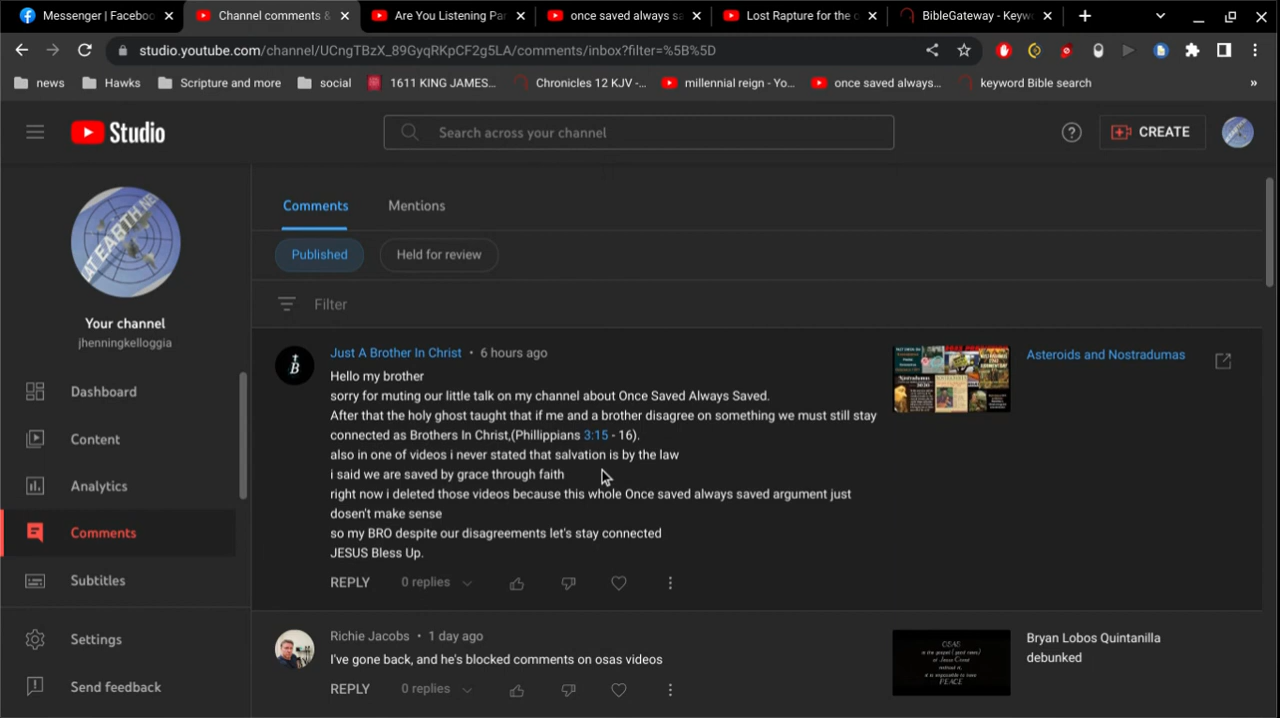 Messenger | Faceboo
Channel comments &
Are You Listening Par
once saved always sa
Lost Rapture for the c
BibleGateway - Keyw
studio.youtube.com/channel/UCngTBzX_89GyqRKpCF2g5LA/comments/inbox?filter=%5B%5D
news
Hawks
Scripture and more
social
1611 KING JAMES...
Chronicles 12 KJV -...
millennial reign - Yo...
once saved always...
keyword Bible search
»
Studio
Search across your channel
CREATE
Your channel
jhenningkelloggia
Dashboard
Content
Analytics
Comments
Subtitles
Settings
Send feedback
Comments
Mentions
Published
Held for review
Filter
Just A Brother In Christ • 6 hours ago
Hello my brother
sorry for muting our little talk on my channel about Once Saved Always Saved.
After that the holy ghost taught that if me and a brother disagree on something we must still stay
connected as Brothers In Christ,(Phillippians 3:15 - 16).
also in one of videos i never stated that salvation is by the law
i said we are saved by grace through faith
right now i deleted those videos because this whole Once saved always saved argument just
dosen't make sense
so my BRO despite our disagreements let's stay connected
JESUS Bless Up.
REPLY
0 replies
Asteroids and Nostradumas
Richie Jacobs • 1 day ago
I've gone back, and he's blocked comments on osas videos
REPLY
0 replies
Bryan Lobos Quintanilla
debunked